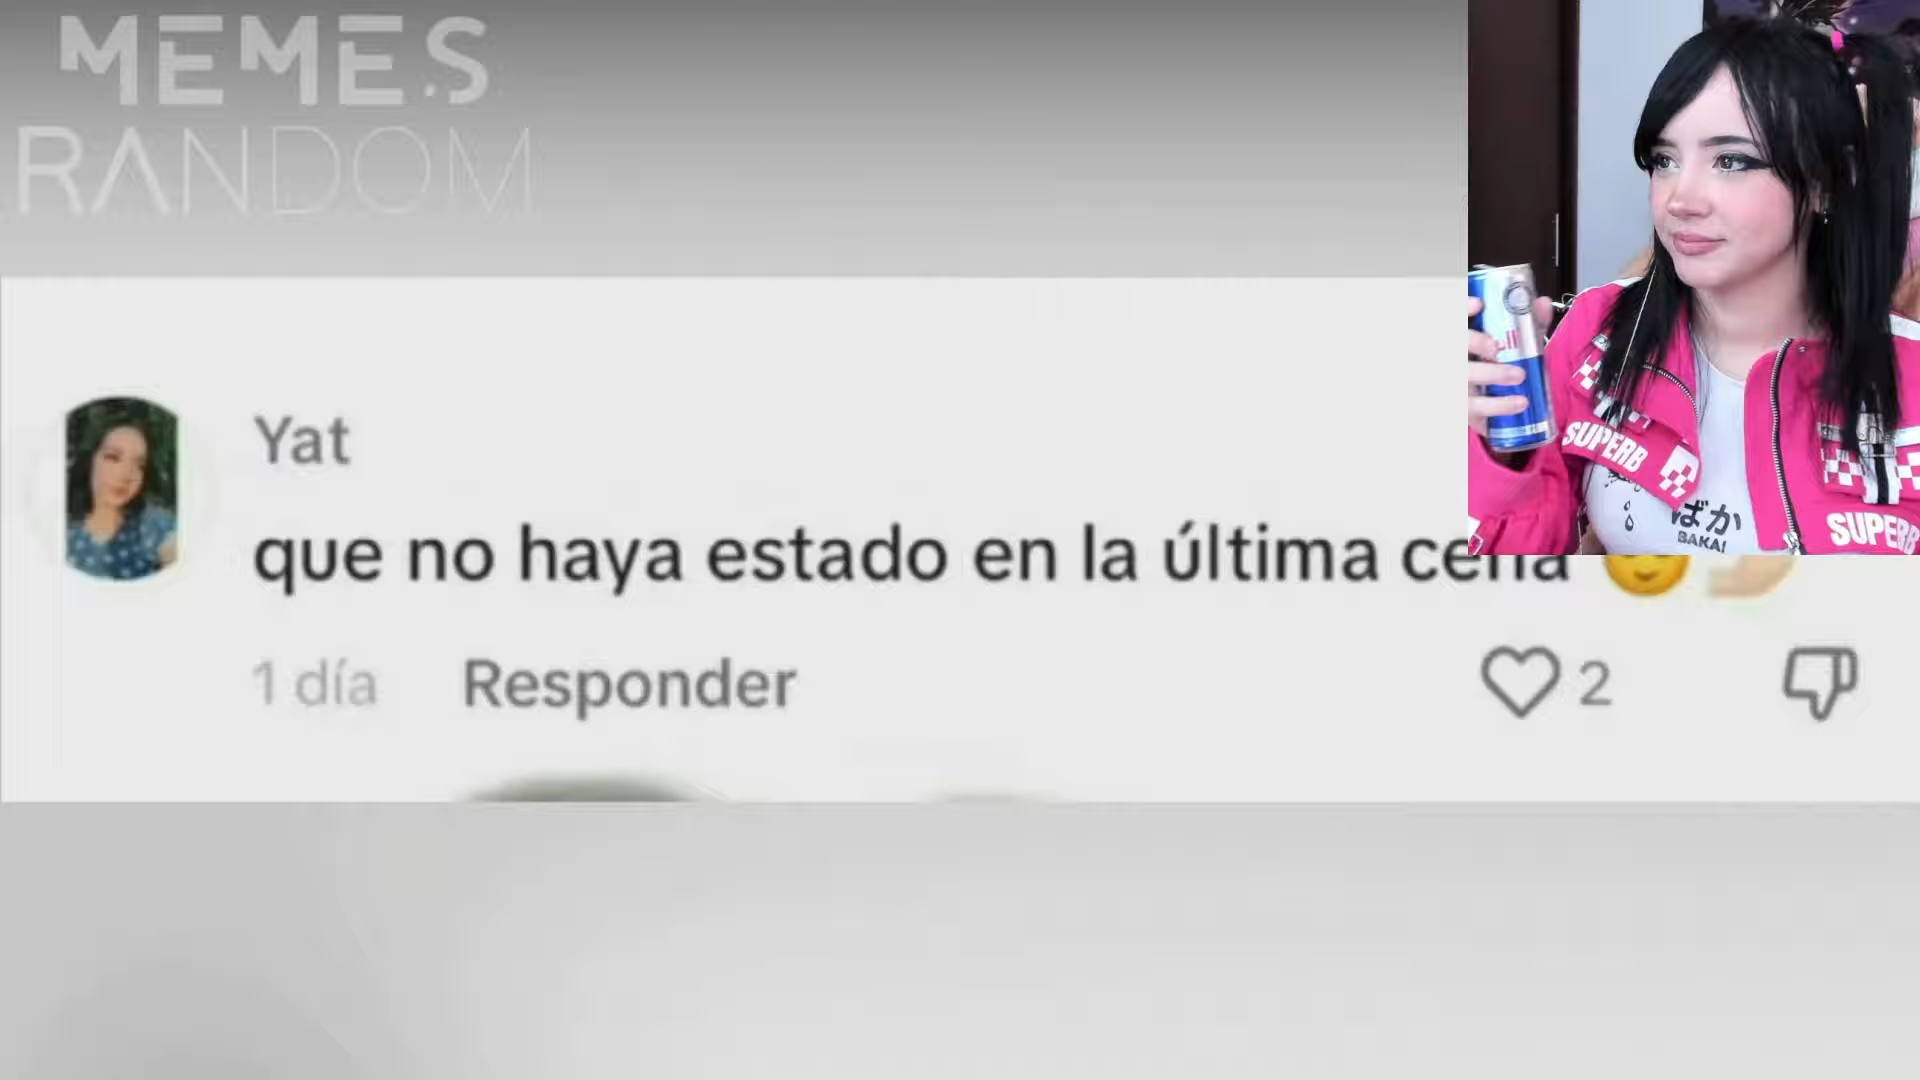 MEMES
RANDOM
Yat
que no haya estado en la última cena
1 día Responder 2
SUPERB
ばか
BAKA!
SUPERB